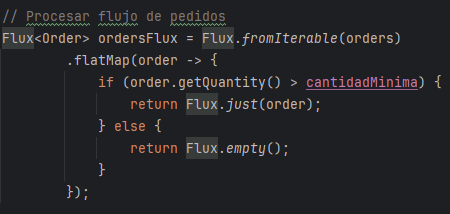 // Procesar flujo de pedidos
Flux<Order> ordersFlux = Flux.fromIterable(orders)
        .flatMap(order -> {
            if (order.getQuantity() > cantidadMinima) {
                return Flux.just(order);
            } else {
                return Flux.empty();
            }
        });